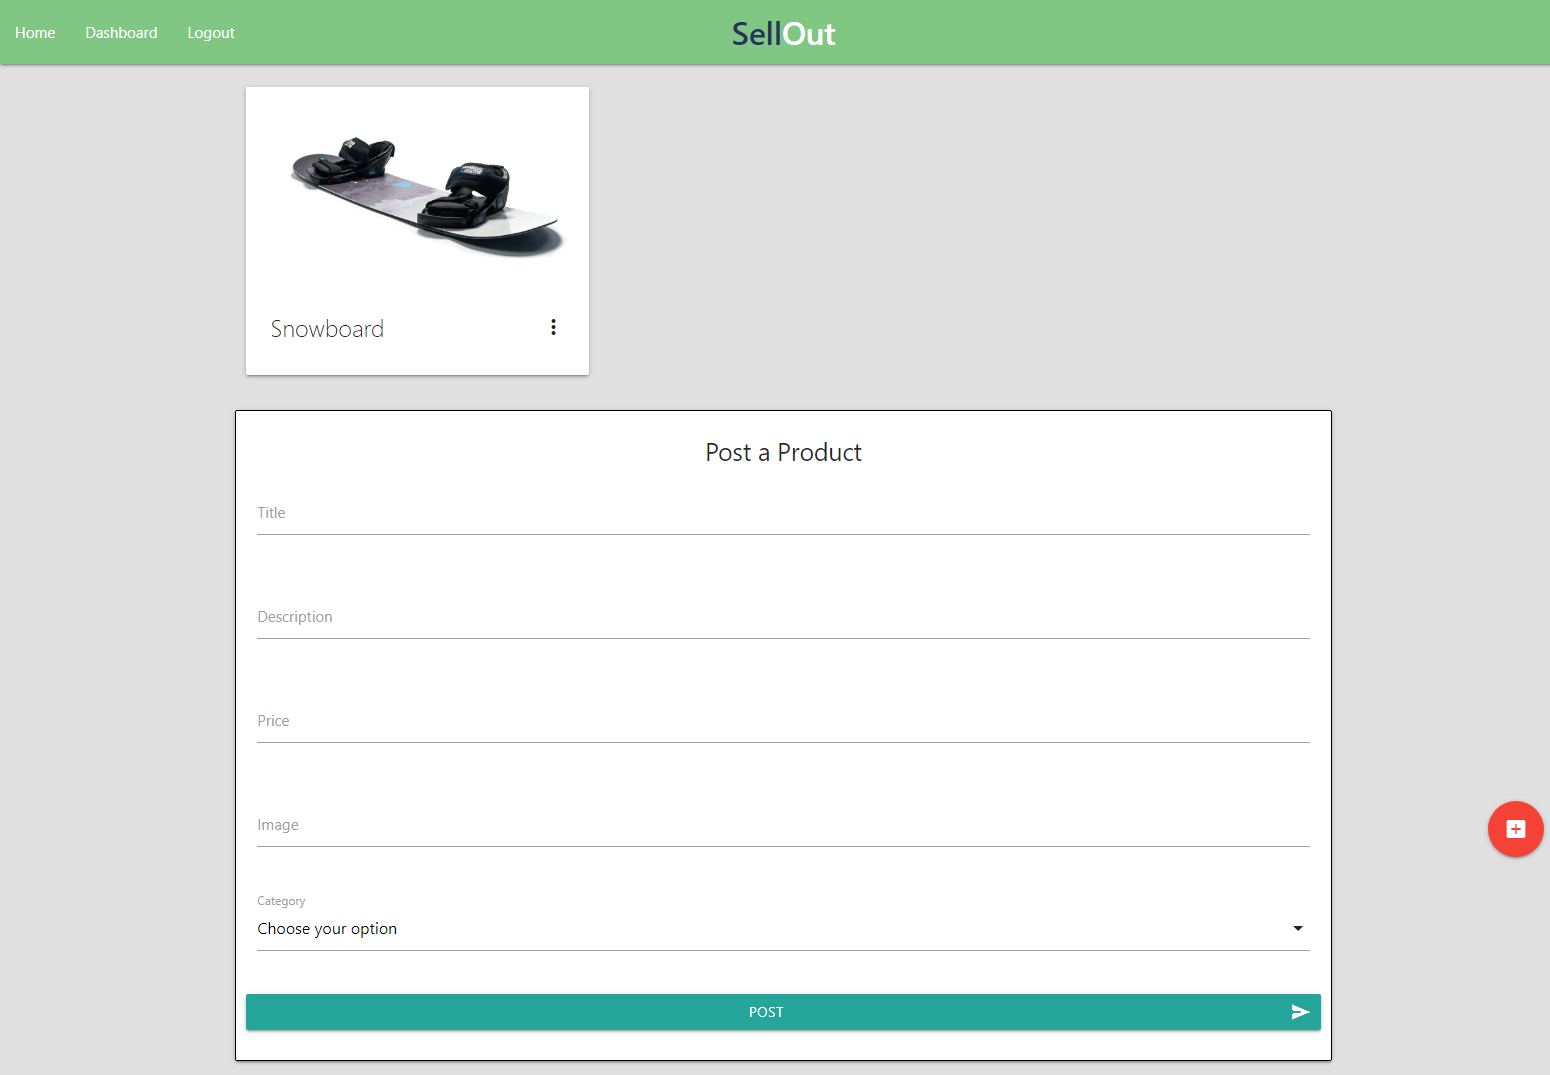 Home Dashboard Logout
SellOut
Snowboard
Post a Product
Title
Description
Price
Image
Category
Choose your option
POST